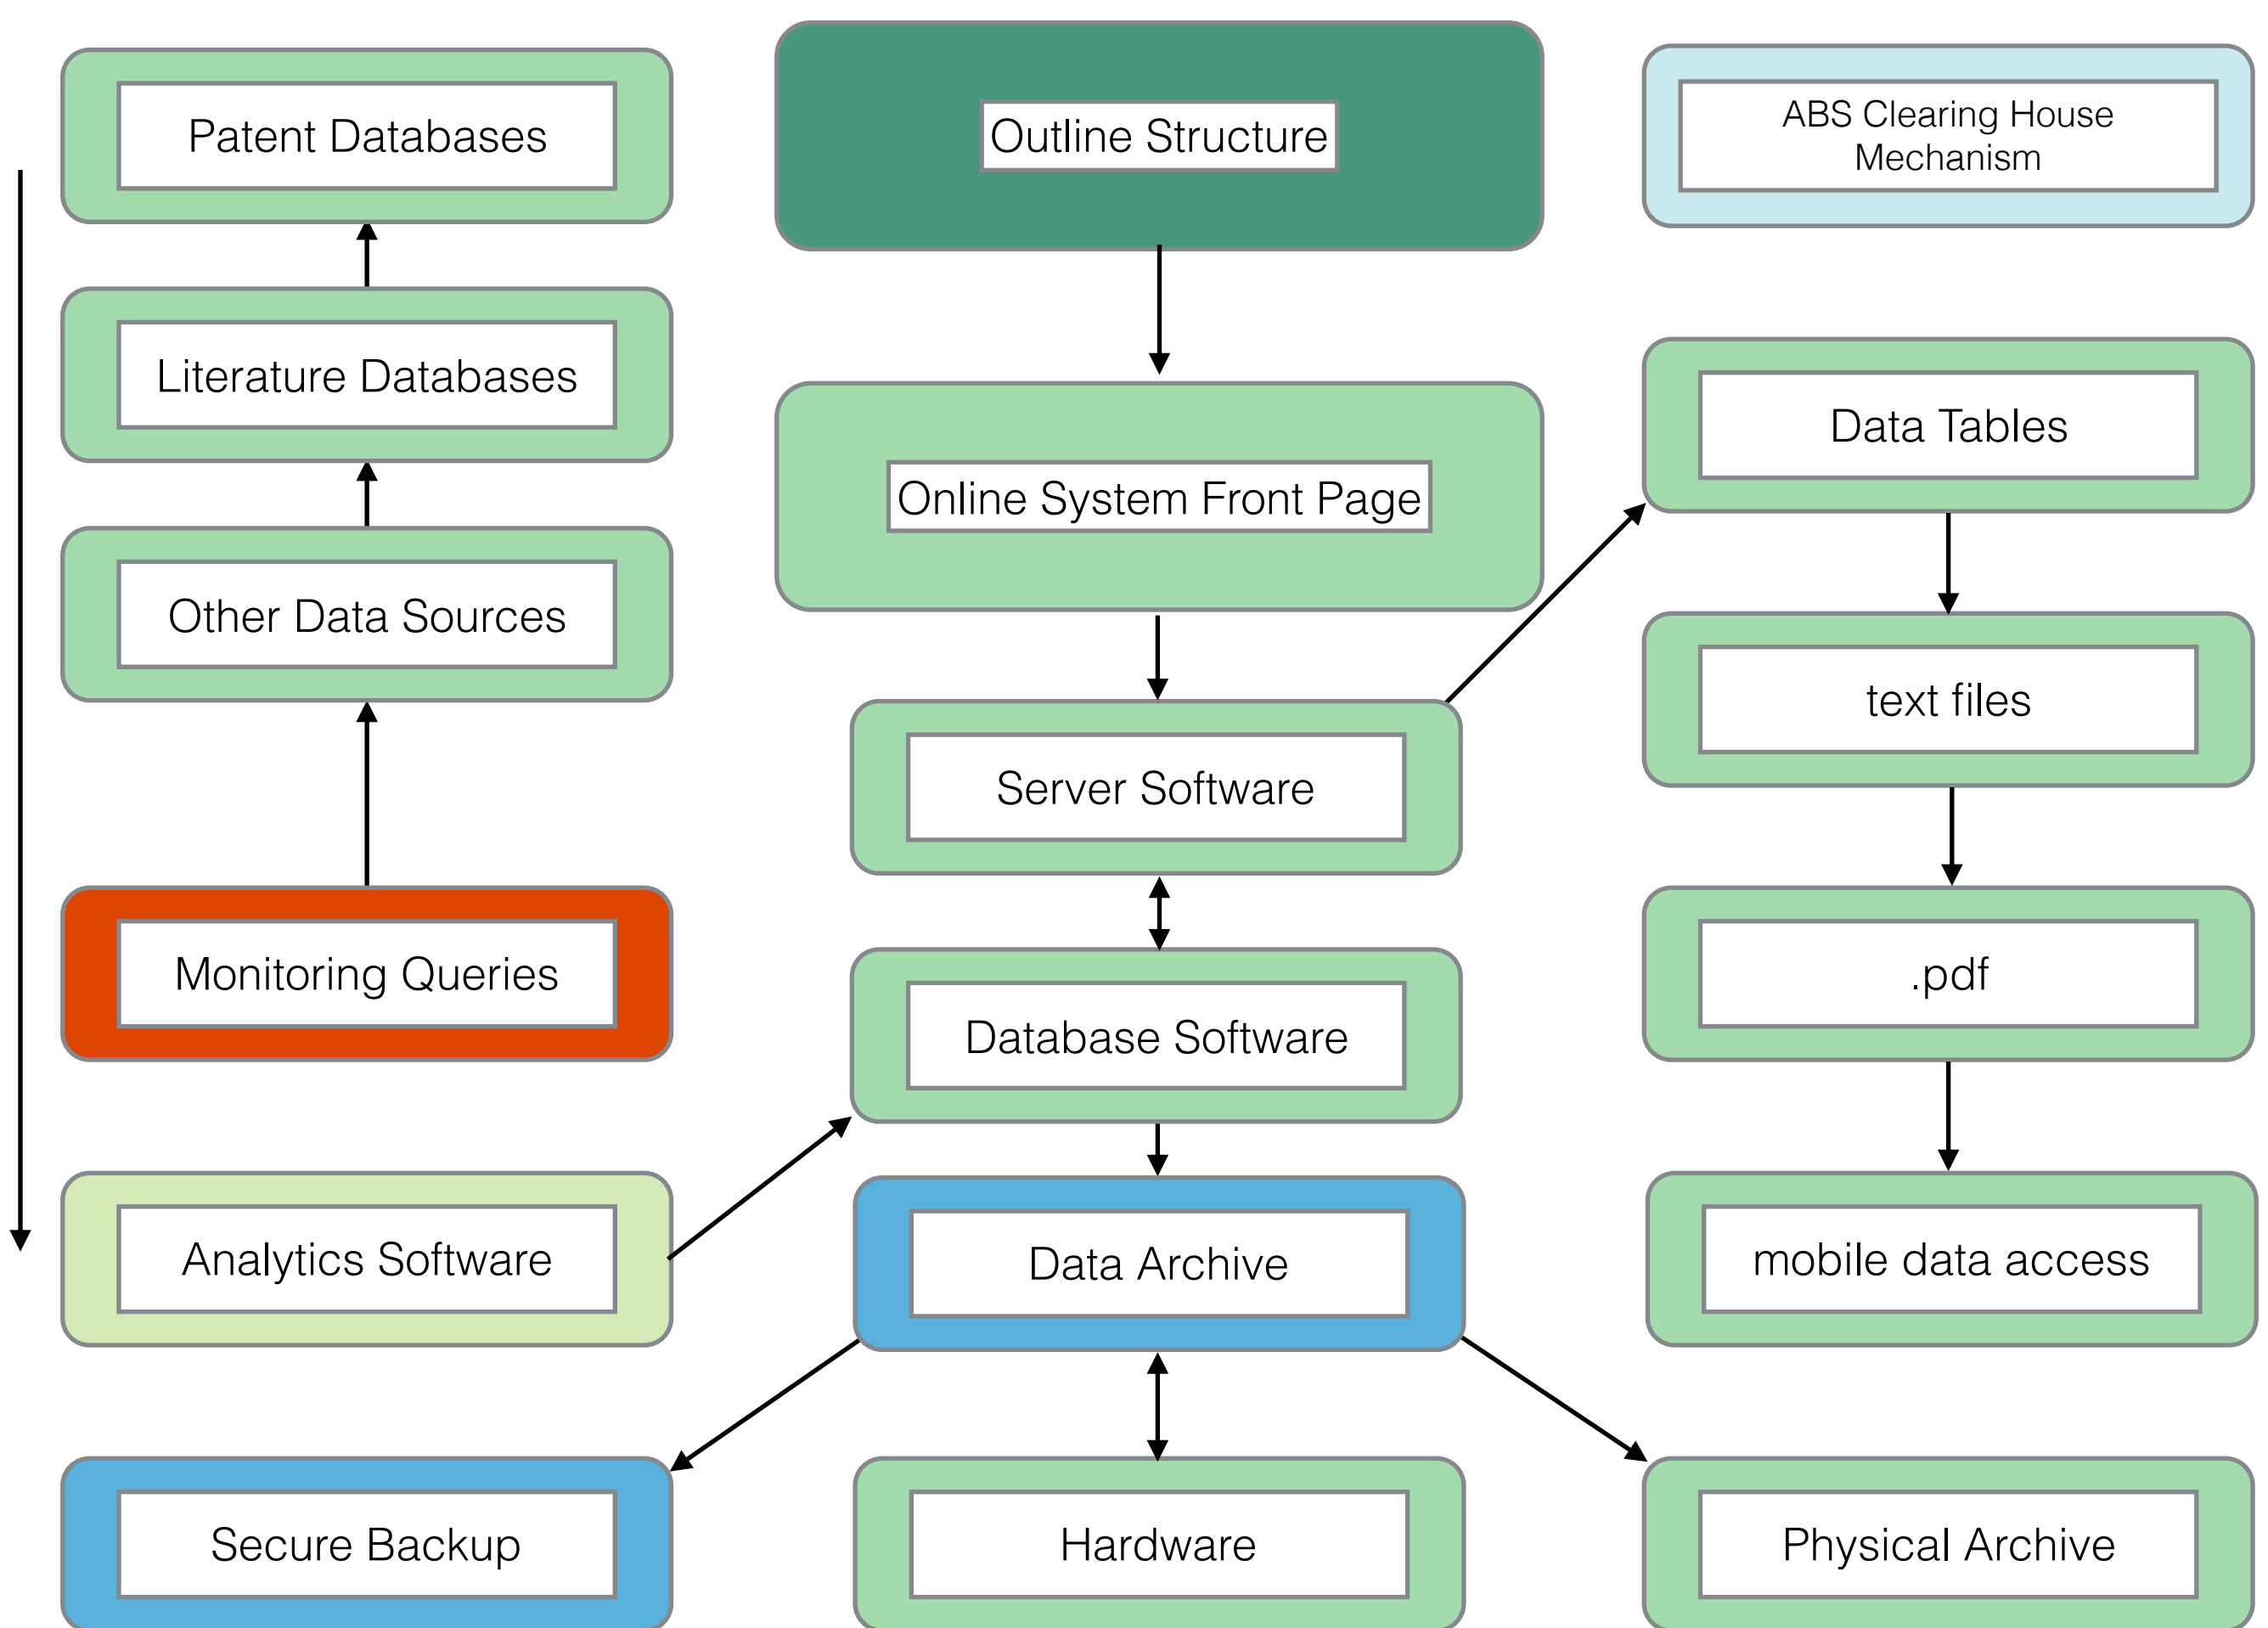 Patent Databases
Outline Structure
ABS Clearing House
Mechanism
Literature Databases
Online System Front Page
Data Tables
Other Data Sources
Server Software
text files
Monitoring Queries
Database Software
.pdf
Analytics Software
Data Archive
mobile data access
Secure Backup
Hardware
Physical Archive